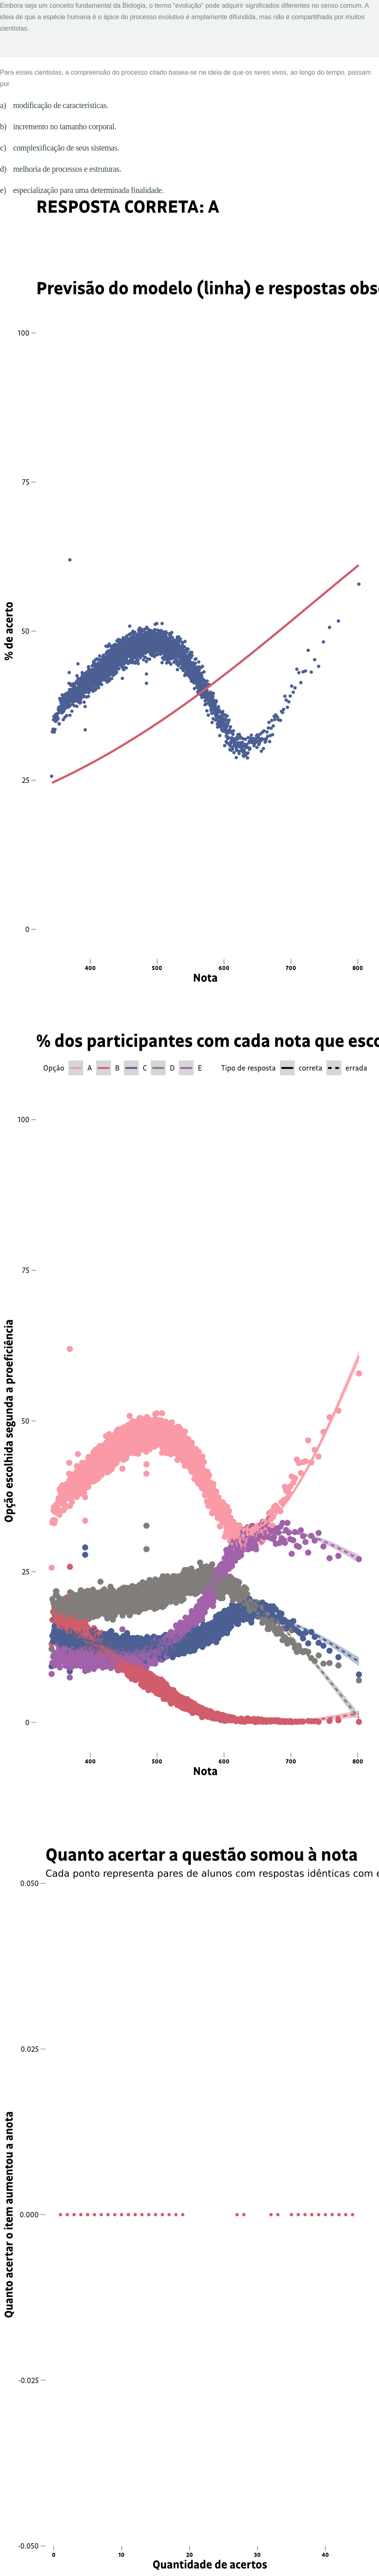 Embora seja um conceito fundamental da Biologia, o termo “evolução” pode adquirir significados diferentes no senso comum. A
ideia de que a espécie humana é o ápice do processo evolutivo é amplamente difundida, mas não é compartilhada por muitos
cientistas.
Para esses cientistas, a compreensão do processo citado baseia-se na ideia de que os seres vivos, ao longo do tempo, passam
por
a) modificação de características.
b) incremento no tamanho corporal.
c) complexificação de seus sistemas.
d) melhoria de processos e estruturas.
e) especialização para uma determinada finalidade.
RESPOSTA CORRETA: A
Previsão do modelo (linha) e respostas obs
100
75
50
25
0
% de acerto
400 500 600 700 800
Nota
% dos participantes com cada nota que esco
Opção A B C D E Tipo de resposta correta errada
100
75
50
25
0
Opção escolhida segunda a proeficiência
400 500 600 700 800
Nota
Quanto acertar a questão somou à nota
Cada ponto representa pares de alunos com respostas idênticas com e
0.050
0.025
0.000
-0.025
-0.050
Quanto acertar o item aumentou a anota
0 10 20 30 40
Quantidade de acertos